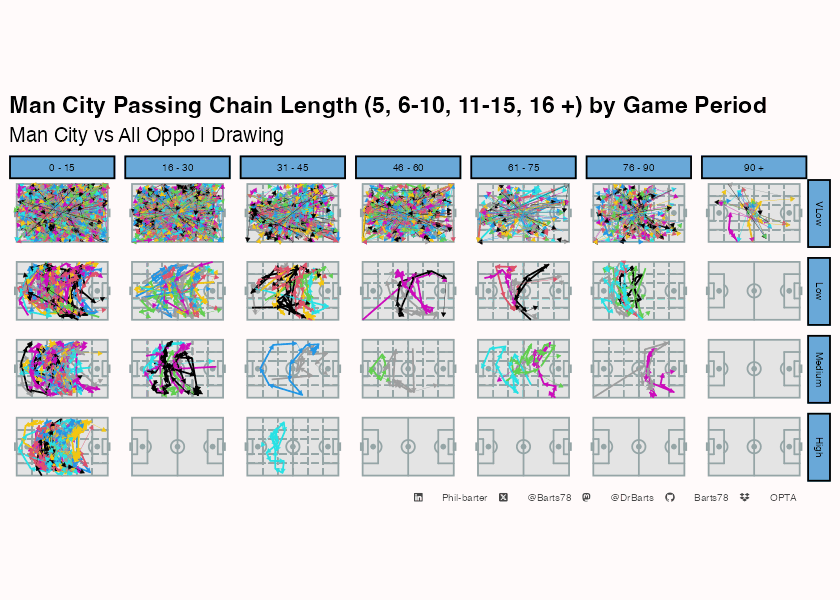 Man City Passing Chain Length (5, 6-10, 11-15, 16 +) by Game Period
Man City vs All Oppo | Drawing
0 - 15 16 - 30 31 - 45 46 - 60 61 - 75 76 - 90 90 +
V.Low
Low
Medium
High
Phil-barter @Barts78 @DrBarts Barts78 OPTA